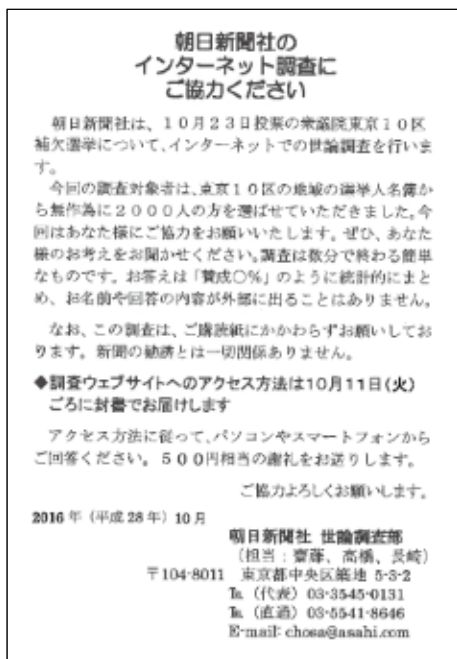 朝日新聞社の
インターネット調査に
ご協力ください
朝日新聞社は、10月23日投票の衆議院東京10区
補欠選挙について、インターネットでの世論調査を行いま
す。
今回の調査対象者は、東京10区の地域の選挙人名簿か
ら無作為に2000人の方を選ばせていただきました。今
回はあなた様にご協力をお願いいたします。ぜひ、あなた
様のお考えをお聞かせください。調査は数分で終わる簡単
なものです。お答えは「賛成○%」のように統計的にまと
め、お名前や回答の内容が外部に出ることはありません。
なお、この調査は、ご購読紙にかかわらずお願いしてお
ります。新聞の勧誘とは一切関係ありません。
◆調査ウェブサイトへのアクセス方法は10月11日(火)
ごろに封書でお届けします
アクセス方法に従って、パソコンやスマートフォンから
ご回答ください。500円相当の謝礼をお送りします。
ご協力よろしくお願いします。
2016年(平成28年)10月
朝日新聞社 世論調査部
(担当:齋藤、高橋、長崎)
〒104-8011 東京都中央区築地 5-3-2
℡(代表)03-3545-0131
℡(直通)03-5541-8646
E-mail: chosa@asahi.com